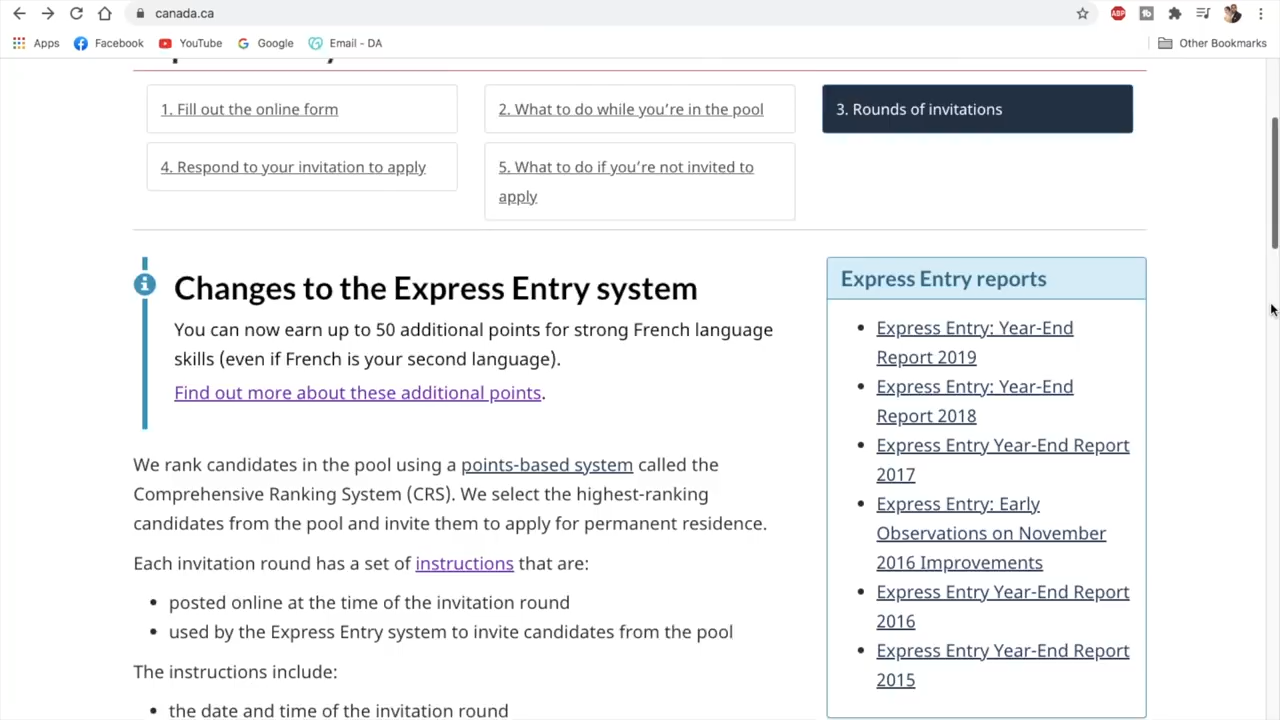 canada.ca
ABP
Apps
Facebook
YouTube
Google
Email - DA
Other Bookmarks
1. Fill out the online form
2. What to do while you're in the pool
3. Rounds of invitations
4. Respond to your invitation to apply
5. What to do if you're not invited to
apply
Changes to the Express Entry system
You can now earn up to 50 additional points for strong French language
skills (even if French is your second language).
Find out more about these additional points.
We rank candidates in the pool using a points-based system called the
Comprehensive Ranking System (CRS). We select the highest-ranking
candidates from the pool and invite them to apply for permanent residence.
Each invitation round has a set of instructions that are:
• posted online at the time of the invitation round
• used by the Express Entry system to invite candidates from the pool
The instructions include:
• the date and time of the invitation round
Express Entry reports
• Express Entry: Year-End
Report 2019
• Express Entry: Year-End
Report 2018
• Express Entry Year-End Report
2017
• Express Entry: Early
Observations on November
2016 Improvements
• Express Entry Year-End Report
2016
• Express Entry Year-End Report
2015